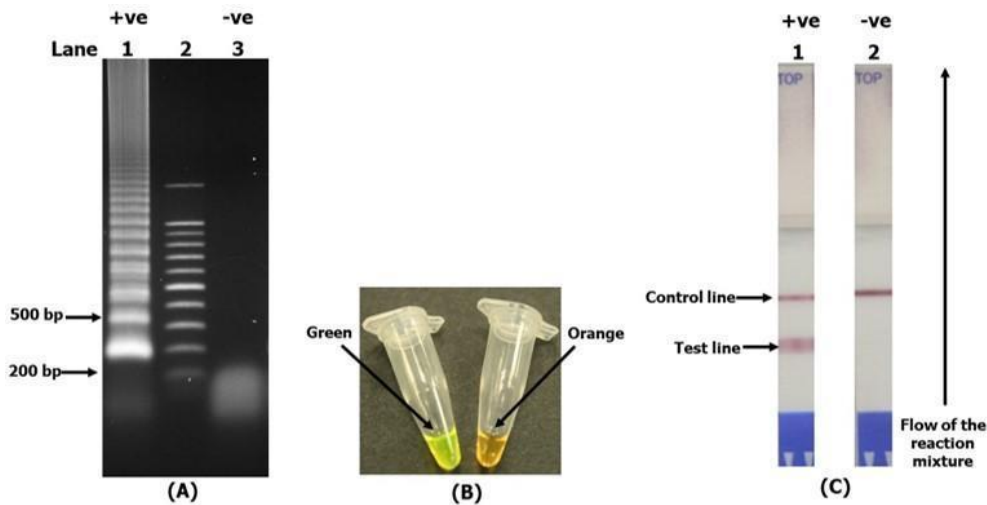 +ve -ve
Lane 1 2 3
500 bp
200 bp
(A)
Green
Orange
(B)
+ve -ve
1 2
TOP
TOP
Control line
Test line
Flow of the
reaction
mixture
(C)